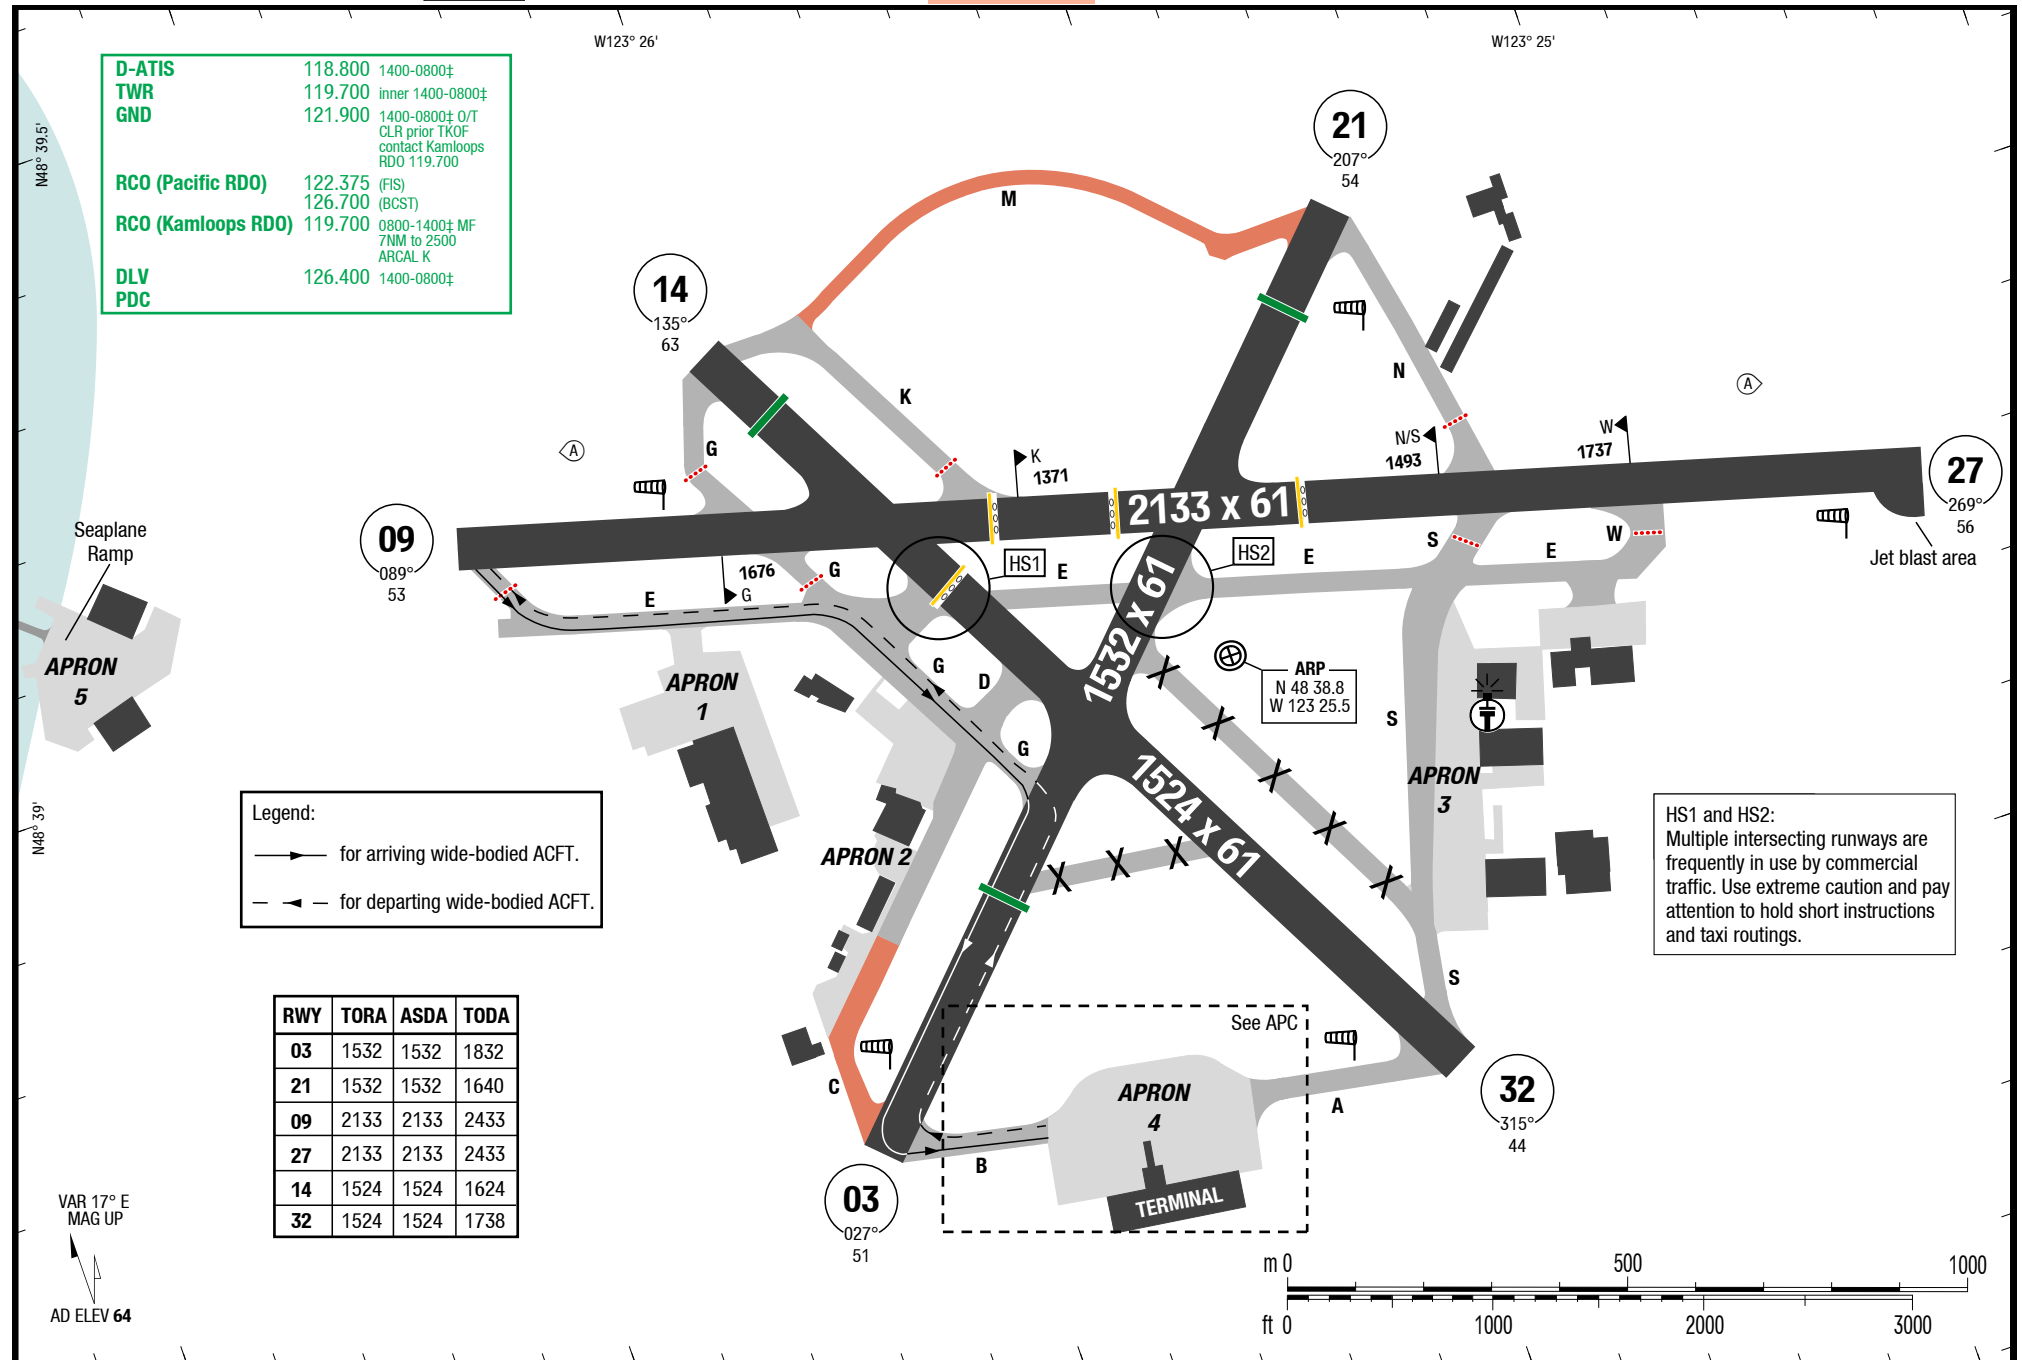 W123° 26'
W123° 25'
N48° 39.5'
N48° 39'
D-ATIS 118.800 1400-0800‡
TWR 119.700 inner 1400-0800‡
GND 121.900 1400-0800‡ O/T
CLR prior TKOF
contact Kamloops
RDO 119.700
RCO (Pacific RDO) 122.375 (FIS)
126.700 (BCST)
RCO (Kamloops RDO) 119.700 0800-1400‡ MF
7NM to 2500
ARCAL K
DLV 126.400 1400-0800‡
PDC
21
207°
54
14
135°
63
M
K
N
G
A
A
K
1371
N/S
1493
W
1737
27
269°
56
Jet blast area
09
089°
53
2133 x 61
Seaplane
Ramp
APRON
5
1676
G
G
E
HS1
E
HS2
E
S
E
W
1532 x 61
ARP
N 48 38.8
W 123 25.5
APRON
1
G
D
G
S
APRON
3
1524 x 61
APRON 2
Legend:
for arriving wide-bodied ACFT.
for departing wide-bodied ACFT.
HS1 and HS2:
Multiple intersecting runways are
frequently in use by commercial
traffic. Use extreme caution and pay
attention to hold short instructions
and taxi routings.
S
RWY TORA ASDA TODA
03 1532 1532 1832
21 1532 1532 1640
09 2133 2133 2433
27 2133 2133 2433
14 1524 1524 1624
32 1524 1524 1738
See APC
C
APRON
4
A
B
TERMINAL
32
315°
44
03
027°
51
VAR 17° E
MAG UP
AD ELEV 64
m 0 500 1000
ft 0 1000 2000 3000